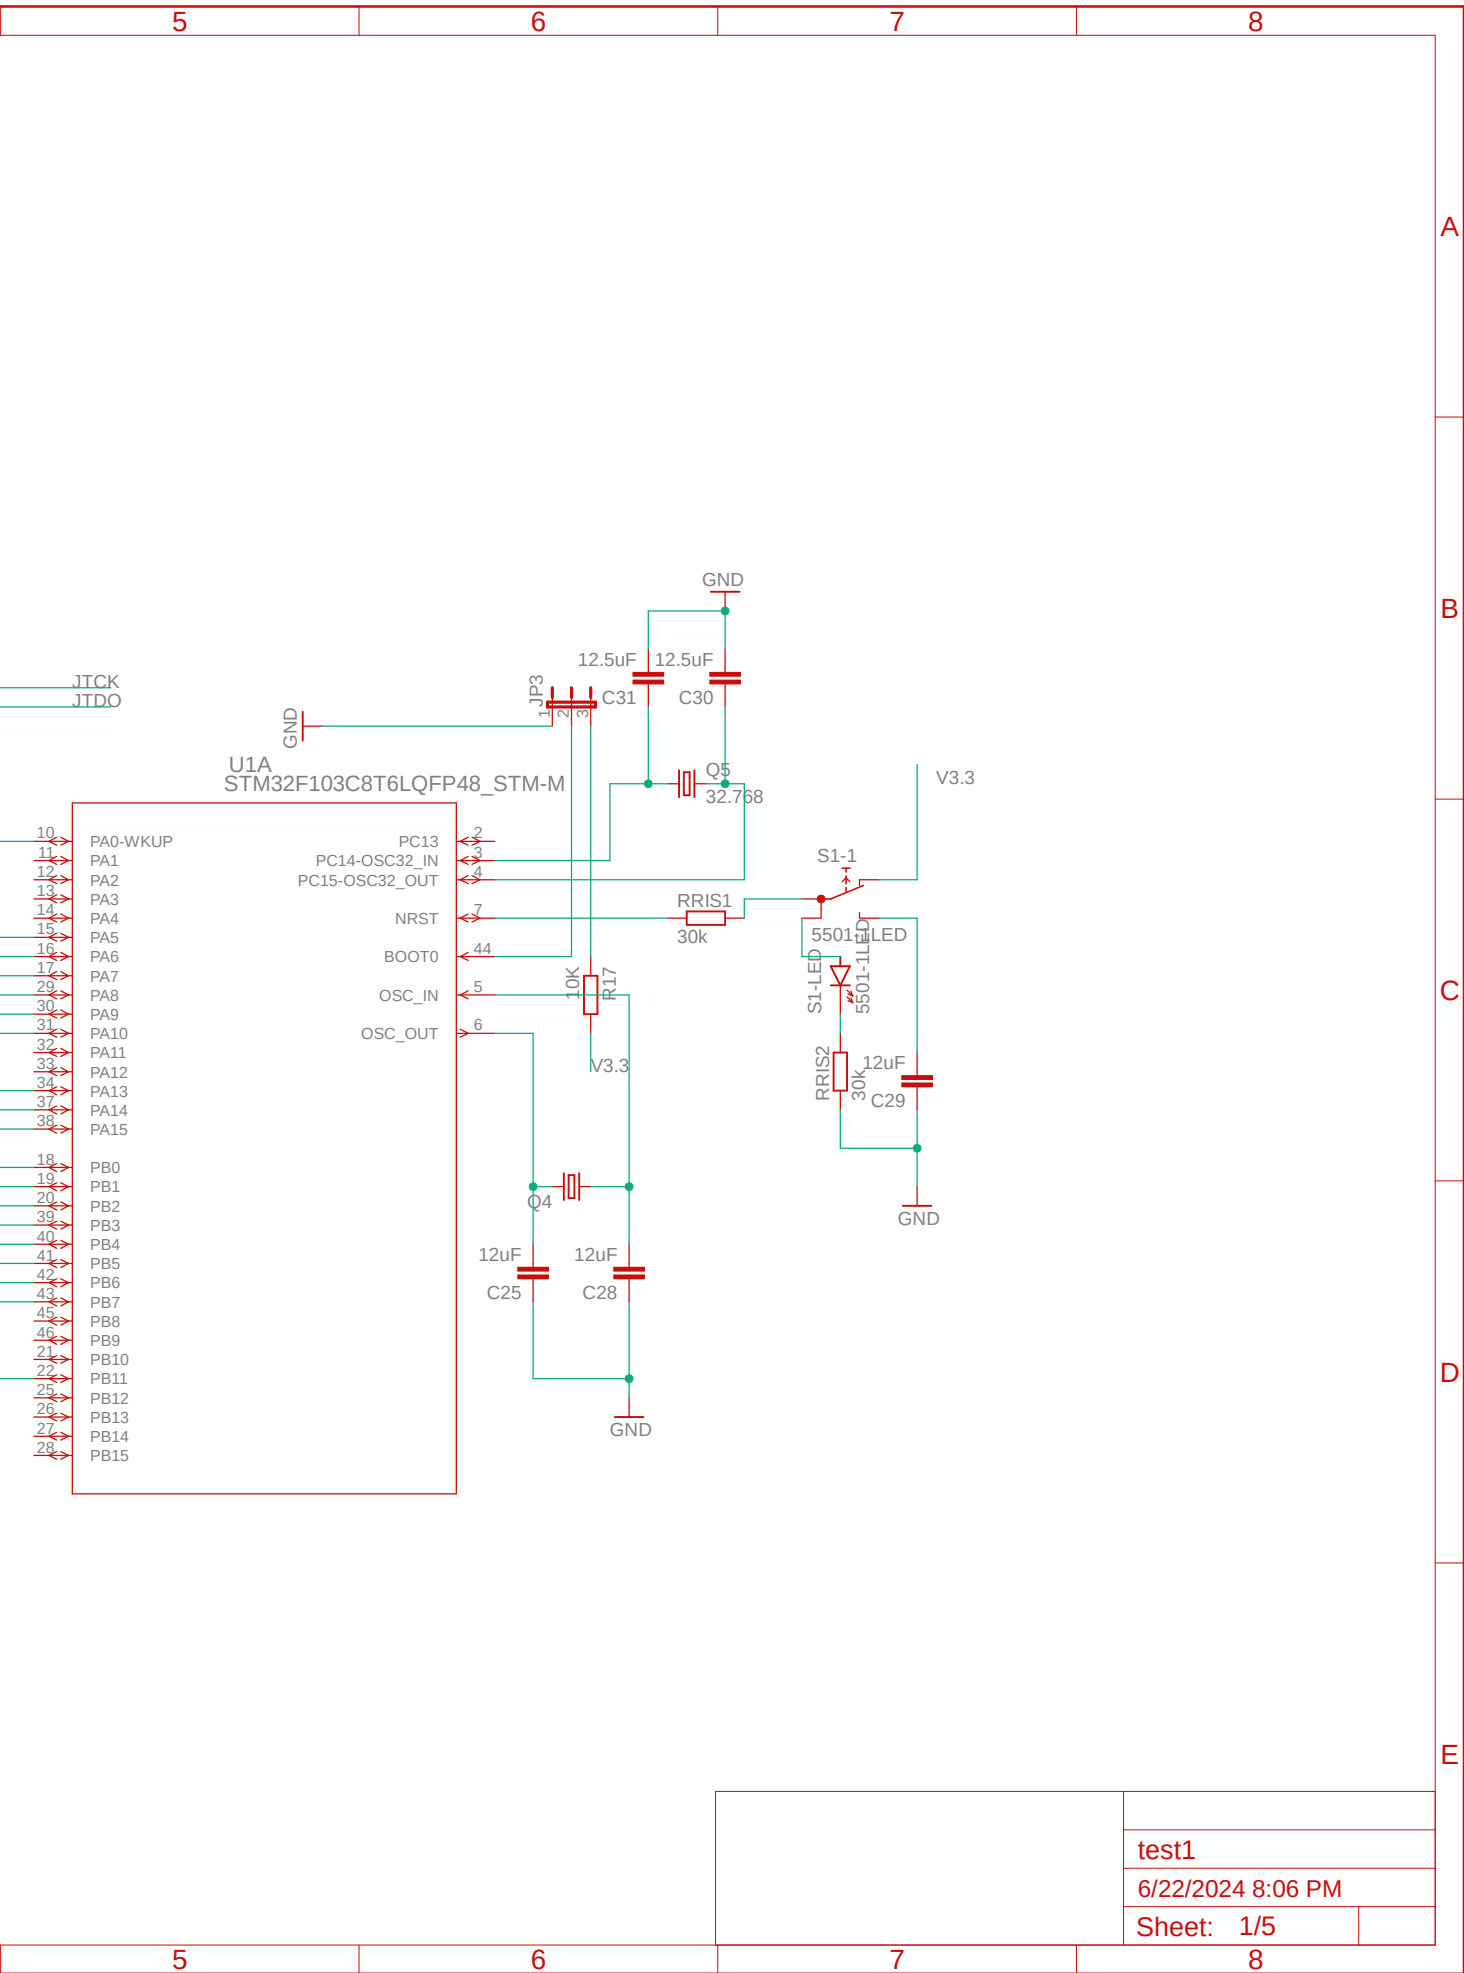 5 6 7 8
A
GND
B
12.5uF 12.5uF
JTCK
JTDO
JP3
1 2 3
C31 C30
GND
U1A
STM32F103C8T6LQFP48_STM-M
Q5
32.768
V3.3
10 PA0-WKUP PC13 2
11 PA1 PC14-OSC32_IN 3
12 PA2 PC15-OSC32_OUT 4
13 PA3
14 PA4 NRST 7
15 PA5
16 PA6 BOOT0 44
17 PA7
29 PA8 OSC_IN 5
30 PA9
31 PA10 OSC_OUT 6
32 PA11
33 PA12
34 PA13
37 PA14
38 PA15
18 PB0
19 PB1
20 PB2
39 PB3
40 PB4
41 PB5
42 PB6
43 PB7
45 PB8
46 PB9
21 PB10
22 PB11
25 PB12
26 PB13
27 PB14
28 PB15
S1-1
RRIS1
30k
5501-1LED
S1-LED
5501-1LED
10K
R17
C
V3.3
RRIS2
30k
12uF
C29
GND
Q4
12uF 12uF
C25 C28
D
GND
E
test1
6/22/2024 8:06 PM
Sheet: 1/5
5 6 7 8